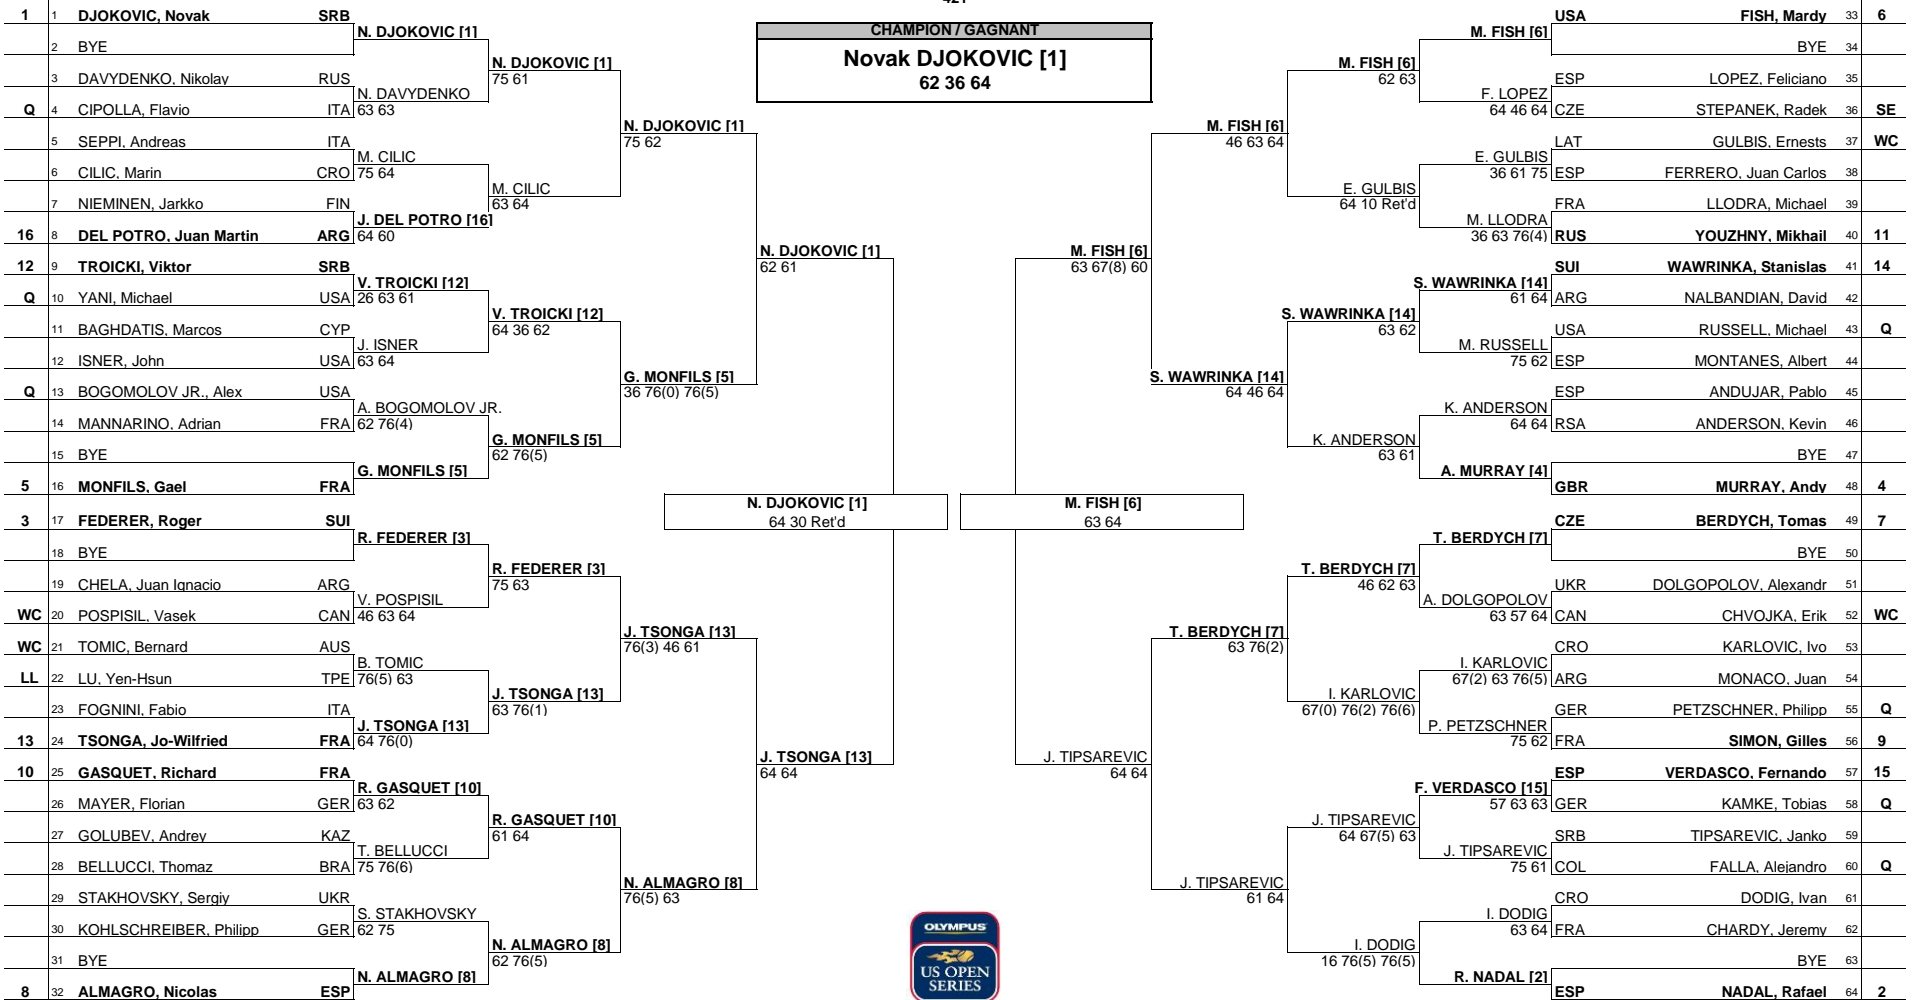 421
1 1 DJOKOVIC, Novak SRB
2 BYE
3 DAVYDENKO, Nikolay RUS
Q 4 CIPOLLA, Flavio ITA
5 SEPPI, Andreas ITA
6 CILIC, Marin CRO
7 NIEMINEN, Jarkko FIN
16 8 DEL POTRO, Juan Martin ARG
12 9 TROICKI, Viktor SRB
Q 10 YANI, Michael USA
11 BAGHDATIS, Marcos CYP
12 ISNER, John USA
Q 13 BOGOMOLOV JR., Alex USA
14 MANNARINO, Adrian FRA
15 BYE
5 16 MONFILS, Gael FRA
3 17 FEDERER, Roger SUI
18 BYE
19 CHELA, Juan Ignacio ARG
WC 20 POSPISIL, Vasek CAN
WC 21 TOMIC, Bernard AUS
LL 22 LU, Yen-Hsun TPE
23 FOGNINI, Fabio ITA
13 24 TSONGA, Jo-Wilfried FRA
10 25 GASQUET, Richard FRA
26 MAYER, Florian GER
27 GOLUBEV, Andrey KAZ
28 BELLUCCI, Thomaz BRA
29 STAKHOVSKY, Sergiy UKR
30 KOHLSCHREIBER, Philipp GER
31 BYE
8 32 ALMAGRO, Nicolas ESP
N. DJOKOVIC [1]
N. DAVYDENKO
63 63
M. CILIC
75 64
J. DEL POTRO [16]
64 60
V. TROICKI [12]
26 63 61
J. ISNER
63 64
A. BOGOMOLOV JR.
62 76(4)
G. MONFILS [5]
R. FEDERER [3]
V. POSPISIL
46 63 64
B. TOMIC
76(5) 63
J. TSONGA [13]
64 76(0)
R. GASQUET [10]
63 62
T. BELLUCCI
75 76(6)
S. STAKHOVSKY
62 75
N. ALMAGRO [8]
N. DJOKOVIC [1]
75 61
M. CILIC
63 64
V. TROICKI [12]
64 36 62
G. MONFILS [5]
62 76(5)
R. FEDERER [3]
75 63
J. TSONGA [13]
63 76(1)
R. GASQUET [10]
61 64
N. ALMAGRO [8]
62 76(5)
N. DJOKOVIC [1]
75 62
G. MONFILS [5]
36 76(0) 76(5)
J. TSONGA [13]
76(3) 46 61
N. ALMAGRO [8]
76(5) 63
N. DJOKOVIC [1]
62 61
J. TSONGA [13]
64 64
N. DJOKOVIC [1]
64 30 Ret'd
CHAMPION / GAGNANT
Novak DJOKOVIC [1]
62 36 64
M. FISH [6]
63 64
OLYMPUS
US OPEN
SERIES
M. FISH [6]
63 67(8) 60
J. TIPSAREVIC
64 64
M. FISH [6]
46 63 64
S. WAWRINKA [14]
64 46 64
T. BERDYCH [7]
63 76(2)
J. TIPSAREVIC
61 64
M. FISH [6]
62 63
E. GULBIS
64 10 Ret'd
S. WAWRINKA [14]
63 62
K. ANDERSON
63 61
T. BERDYCH [7]
46 62 63
I. KARLOVIC
67(0) 76(2) 76(6)
J. TIPSAREVIC
64 67(5) 63
I. DODIG
16 76(5) 76(5)
M. FISH [6]
F. LOPEZ
64 46 64
E. GULBIS
36 61 75
M. LLODRA
36 63 76(4)
S. WAWRINKA [14]
61 64
M. RUSSELL
75 62
K. ANDERSON
64 64
A. MURRAY [4]
T. BERDYCH [7]
A. DOLGOPOLOV
63 57 64
I. KARLOVIC
67(2) 63 76(5)
P. PETZSCHNER
75 62
F. VERDASCO [15]
57 63 63
J. TIPSAREVIC
75 61
I. DODIG
63 64
R. NADAL [2]
USA FISH, Mardy 33 6
BYE 34
ESP LOPEZ, Feliciano 35
CZE STEPANEK, Radek 36 SE
LAT GULBIS, Ernests 37 WC
ESP FERRERO, Juan Carlos 38
FRA LLODRA, Michael 39
RUS YOUZHNY, Mikhail 40 11
SUI WAWRINKA, Stanislas 41 14
ARG NALBANDIAN, David 42
USA RUSSELL, Michael 43 Q
ESP MONTANES, Albert 44
ESP ANDUJAR, Pablo 45
RSA ANDERSON, Kevin 46
BYE 47
GBR MURRAY, Andy 48 4
CZE BERDYCH, Tomas 49 7
BYE 50
UKR DOLGOPOLOV, Alexandr 51
CAN CHVOJKA, Erik 52 WC
CRO KARLOVIC, Ivo 53
ARG MONACO, Juan 54
GER PETZSCHNER, Philipp 55 Q
FRA SIMON, Gilles 56 9
ESP VERDASCO, Fernando 57 15
GER KAMKE, Tobias 58 Q
SRB TIPSAREVIC, Janko 59
COL FALLA, Alejandro 60 Q
CRO DODIG, Ivan 61
FRA CHARDY, Jeremy 62
BYE 63
ESP NADAL, Rafael 64 2